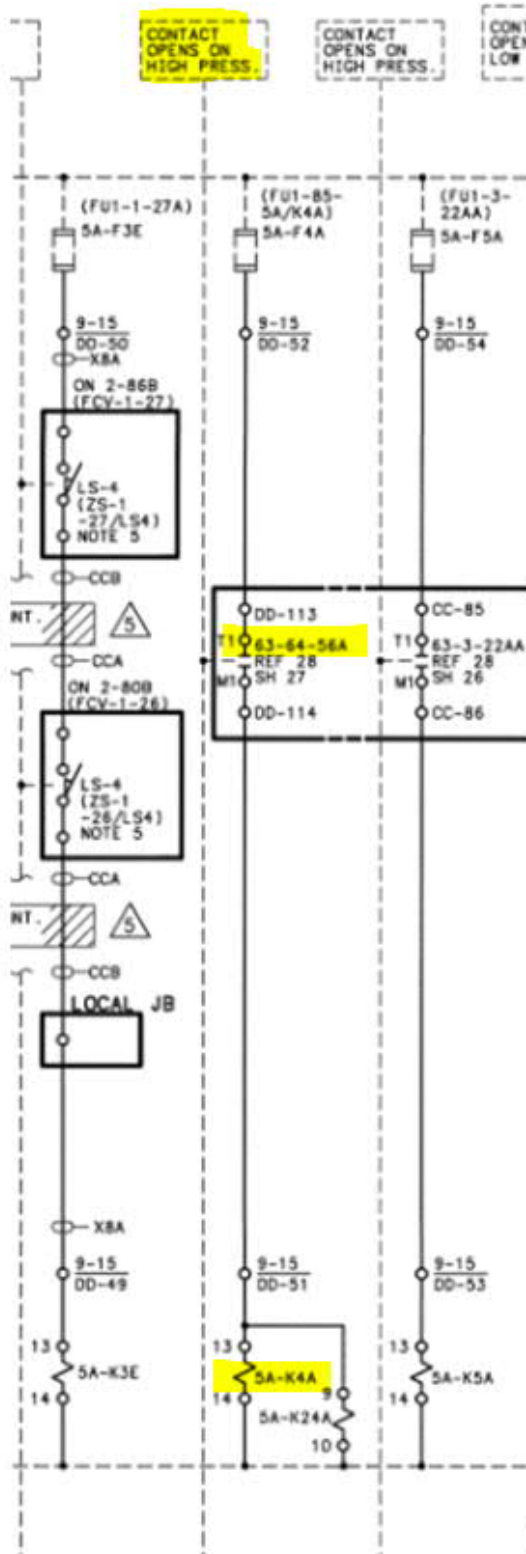 CONTACT
OPENS ON
HIGH PRESS.
CONTACT
OPENS ON
HIGH PRESS.
LOW
(FU1-1-27A)
5A-F3E
(FU1-85-
5A/K4A)
5A-F4A
(FU1-3-
22AA)
5A-F5A
9-15
DD-50
X8A
9-15
DD-52
9-15
DD-54
ON 2-86B
(FCV-1-27)
LS-4
(ZS-1
-27/LS4)
NOTE 5
CCB
NT.
5
CCA
DD-113
T1
63-64-56A
REF 28
M1
SH 27
DD-114
CC-85
T1
63-3-22AA
REF 28
M1
SH 26
CC-86
ON 2-80B
(FCV-1-26)
LS-4
(ZS-1
-26/LS4)
NOTE 5
CCA
NT.
5
CCB
LOCAL JB
X8A
9-15
DD-49
9-15
DD-51
9-15
DD-53
13
5A-K3E
14
13
5A-K4A
14
9
5A-K24A
10
13
5A-K5A
14